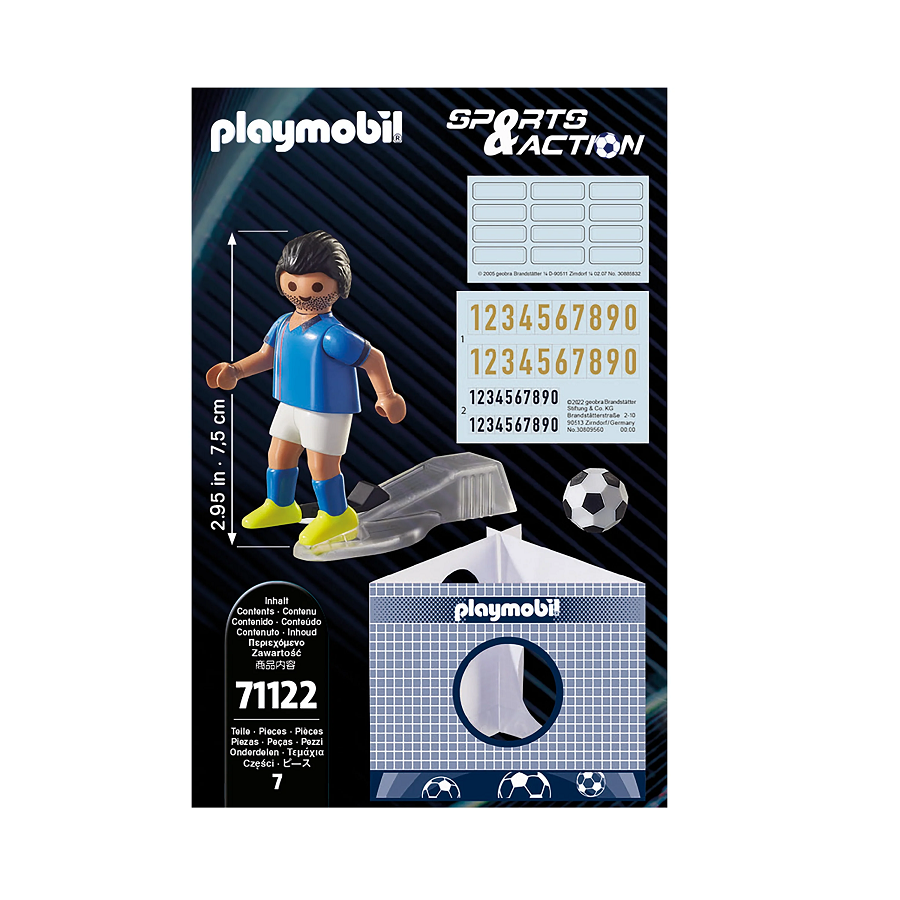 playmobil®
SPORTS
&ACTION
© 2005 geobra Brandstätter ¼ D-90511 Zirndorf ¼ 02.07 No. 30885832
1234567890
1
1234567890
1234567890
2
1234567890
©2022 geobra Brandstätter
Stiftung & Co. KG
Brandstätterstraße 2-10
90513 Zirndorf/Germany
No.30809560 00.00
2.95 in · 7,5 cm
playmobil
Inhalt
Contents · Contenu
Contenido · Conteúdo
Contenuto · Inhoud
Περιεχόμενο
Zawartość
商品内容
71122
Teile · Pieces · Pièces
Piezas · Peças · Pezzi
Onderdelen · Τεμάχια
Części · ピース
7